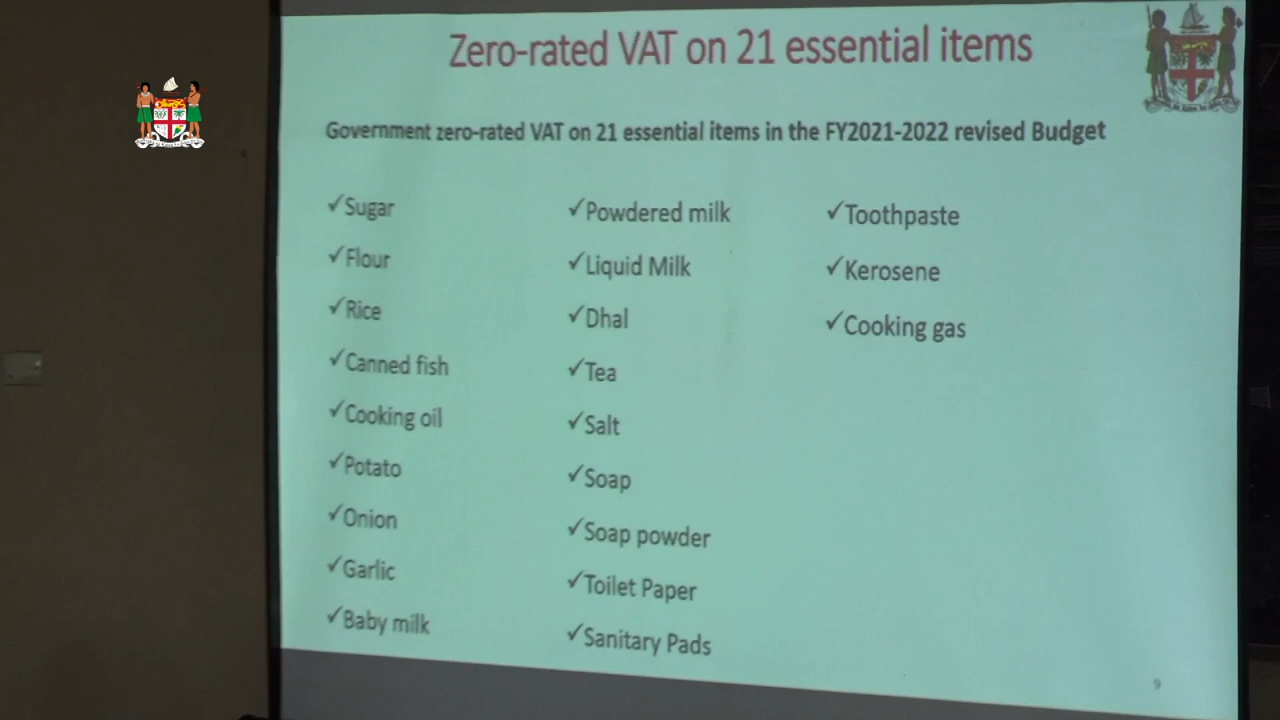 Zero-rated VAT on 21 essential items
Government zero-rated VAT on 21 essential items in the FY2021-2022 revised Budget
✓Sugar
✓Flour
✓Rice
✓Canned fish
✓Cooking oil
✓Potato
✓Onion
✓Garlic
✓Baby milk
✓Powdered milk
✓Liquid Milk
✓Dhal
✓Tea
✓Salt
✓Soap
✓Soap powder
✓Toilet Paper
✓Sanitary Pads
✓Toothpaste
✓Kerosene
✓Cooking gas
9